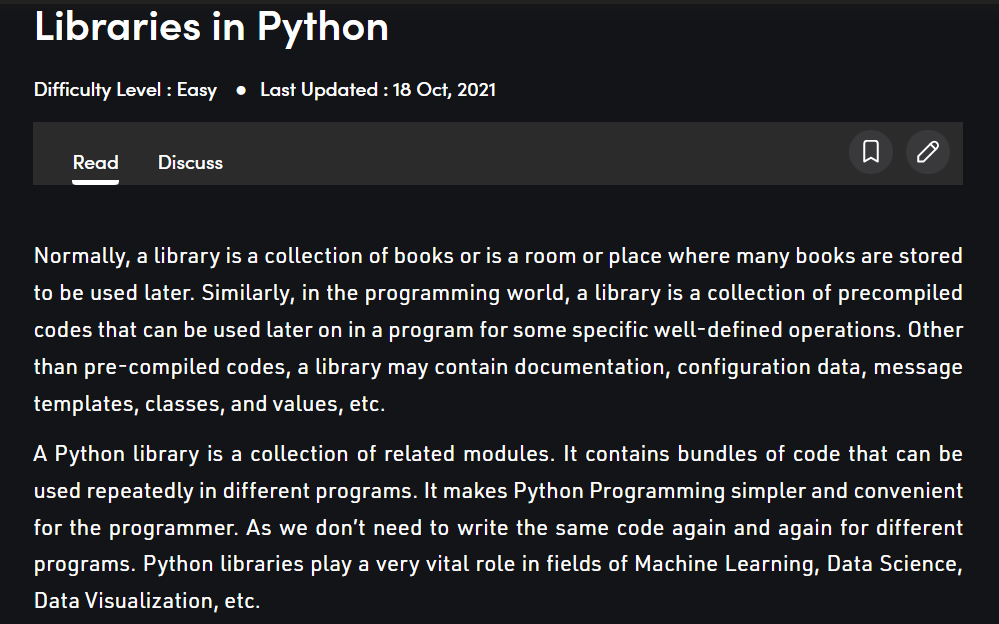 Libraries in Python
Difficulty Level : Easy ● Last Updated : 18 Oct, 2021
Read Discuss
Normally, a library is a collection of books or is a room or place where many books are stored
to be used later. Similarly, in the programming world, a library is a collection of precompiled
codes that can be used later on in a program for some specific well-defined operations. Other
than pre-compiled codes, a library may contain documentation, configuration data, message
templates, classes, and values, etc.
A Python library is a collection of related modules. It contains bundles of code that can be
used repeatedly in different programs. It makes Python Programming simpler and convenient
for the programmer. As we don’t need to write the same code again and again for different
programs. Python libraries play a very vital role in fields of Machine Learning, Data Science,
Data Visualization, etc.